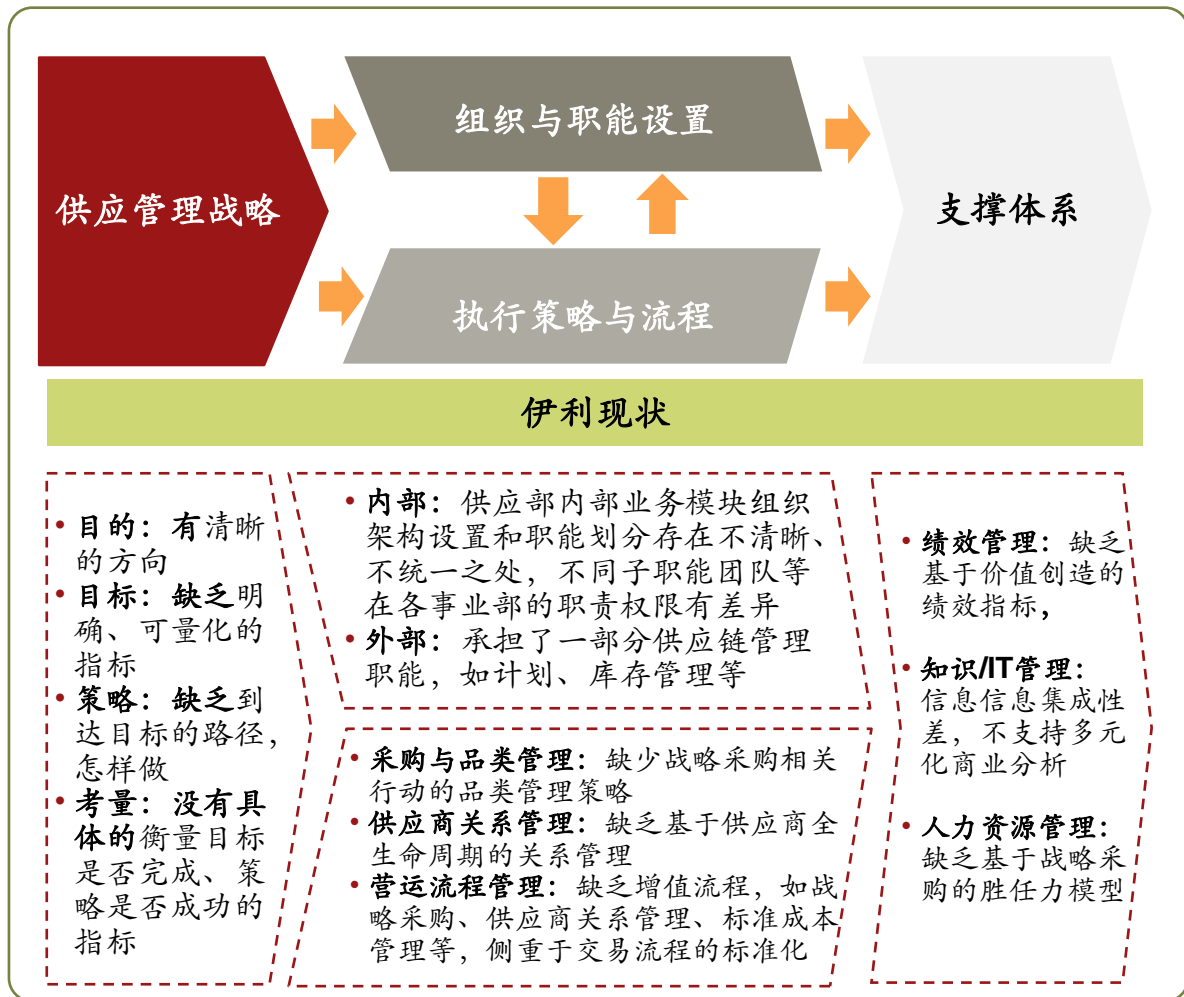 组织与职能设置
供应管理战略
支撑体系
执行策略与流程
伊利现状
• 目的：有清晰
的方向
• 目标：缺乏明
确、可量化的
指标
• 策略：缺乏到
达目标的路径，
怎样做
• 考量：没有具
体的衡量目标
是否完成、策
略是否成功的
指标
• 内部：供应部内部业务模块组织
架构设置和职能划分存在不清晰、
不统一之处，不同子职能团队等
在各事业部的职责权限有差异
• 外部：承担了一部分供应链管理
职能，如计划、库存管理等
• 采购与品类管理：缺少战略采购相关
行动的品类管理策略
• 供应商关系管理：缺乏基于供应商全
生命周期的关系管理
• 营运流程管理：缺乏增值流程，如战
略采购、供应商关系管理、标准成本
管理等，侧重于交易流程的标准化
• 绩效管理：缺乏
基于价值创造的
绩效指标，
• 知识/IT管理：
信息信息集成性
差，不支持多元
化商业分析
• 人力资源管理：
缺乏基于战略采
购的胜任力模型